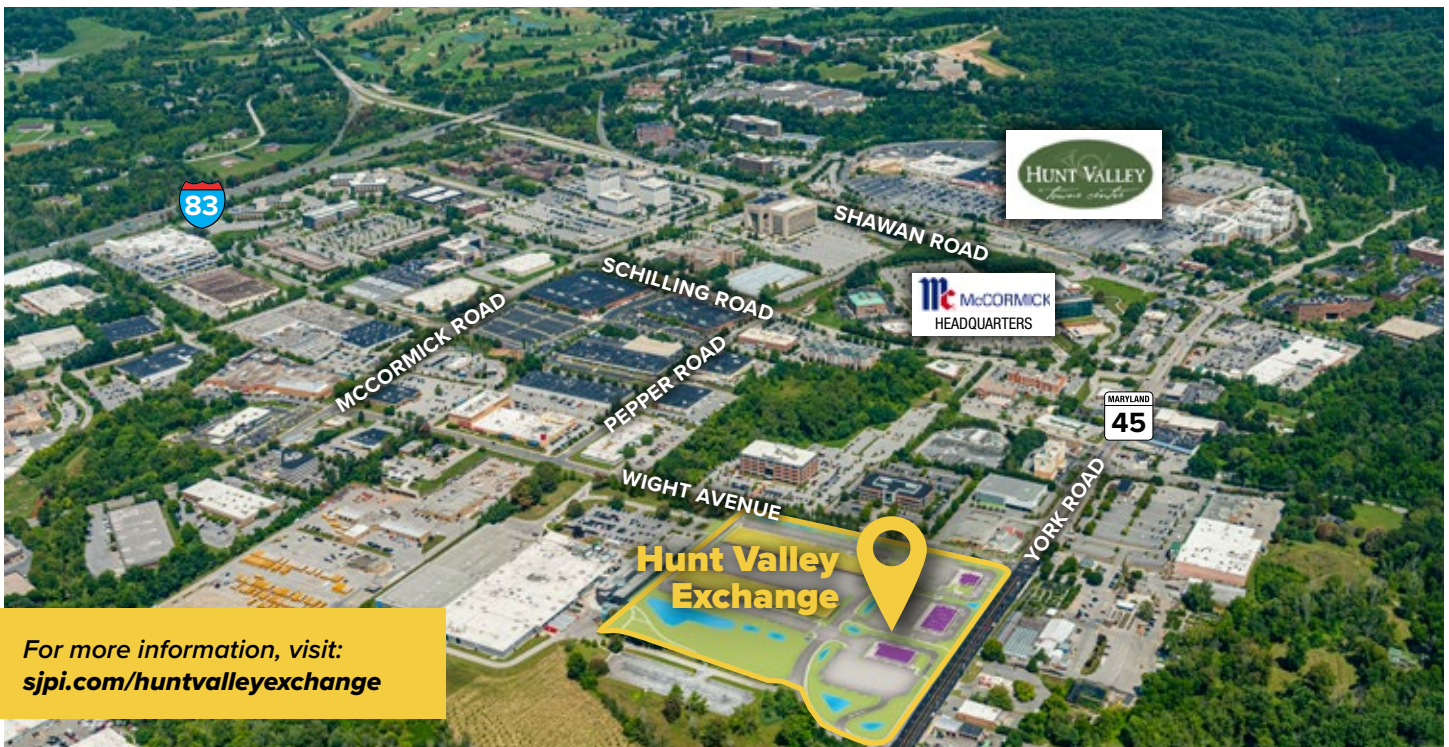 HUNT VALLEY
towne centre
83
SHAWAN ROAD
SCHILLING ROAD
Mc McCORMICK
HEADQUARTERS
MCCORMICK ROAD
PEPPER ROAD
MARYLAND
45
WIGHT AVENUE
YORK ROAD
Hunt Valley
Exchange
For more information, visit:
sjpi.com/huntvalleyexchange